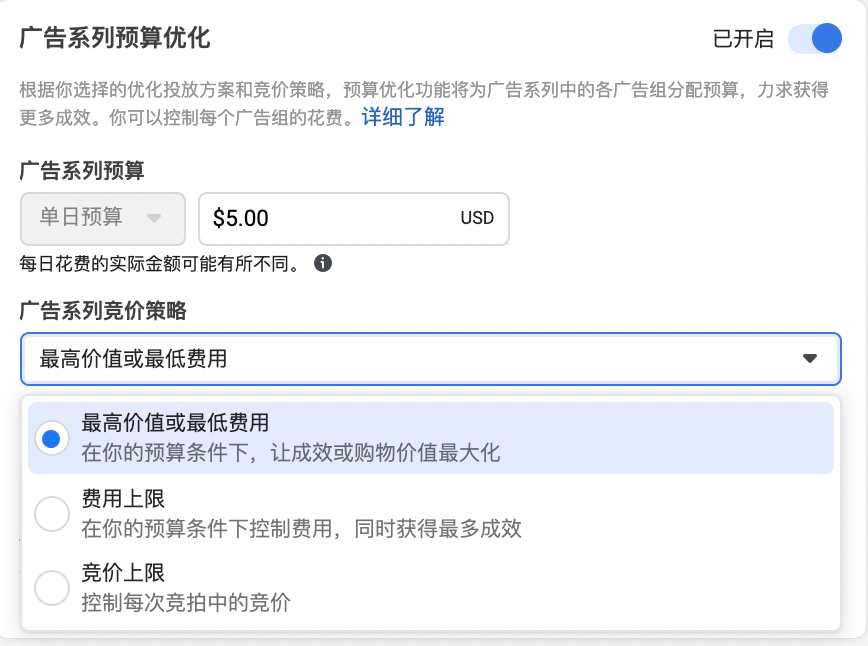 广告系列预算优化
已开启
根据你选择的优化投放方案和竞价策略，预算优化功能将为广告系列中的各广告组分配预算，力求获得
更多成效。你可以控制每个广告组的花费。详细了解
广告系列预算
单日预算
$5.00 USD
每日花费的实际金额可能有所不同。
广告系列竞价策略
最高价值或最低费用
最高价值或最低费用
在你的预算条件下，让成效或购物价值最大化
费用上限
在你的预算条件下控制费用，同时获得最多成效
竞价上限
控制每次竞拍中的竞价